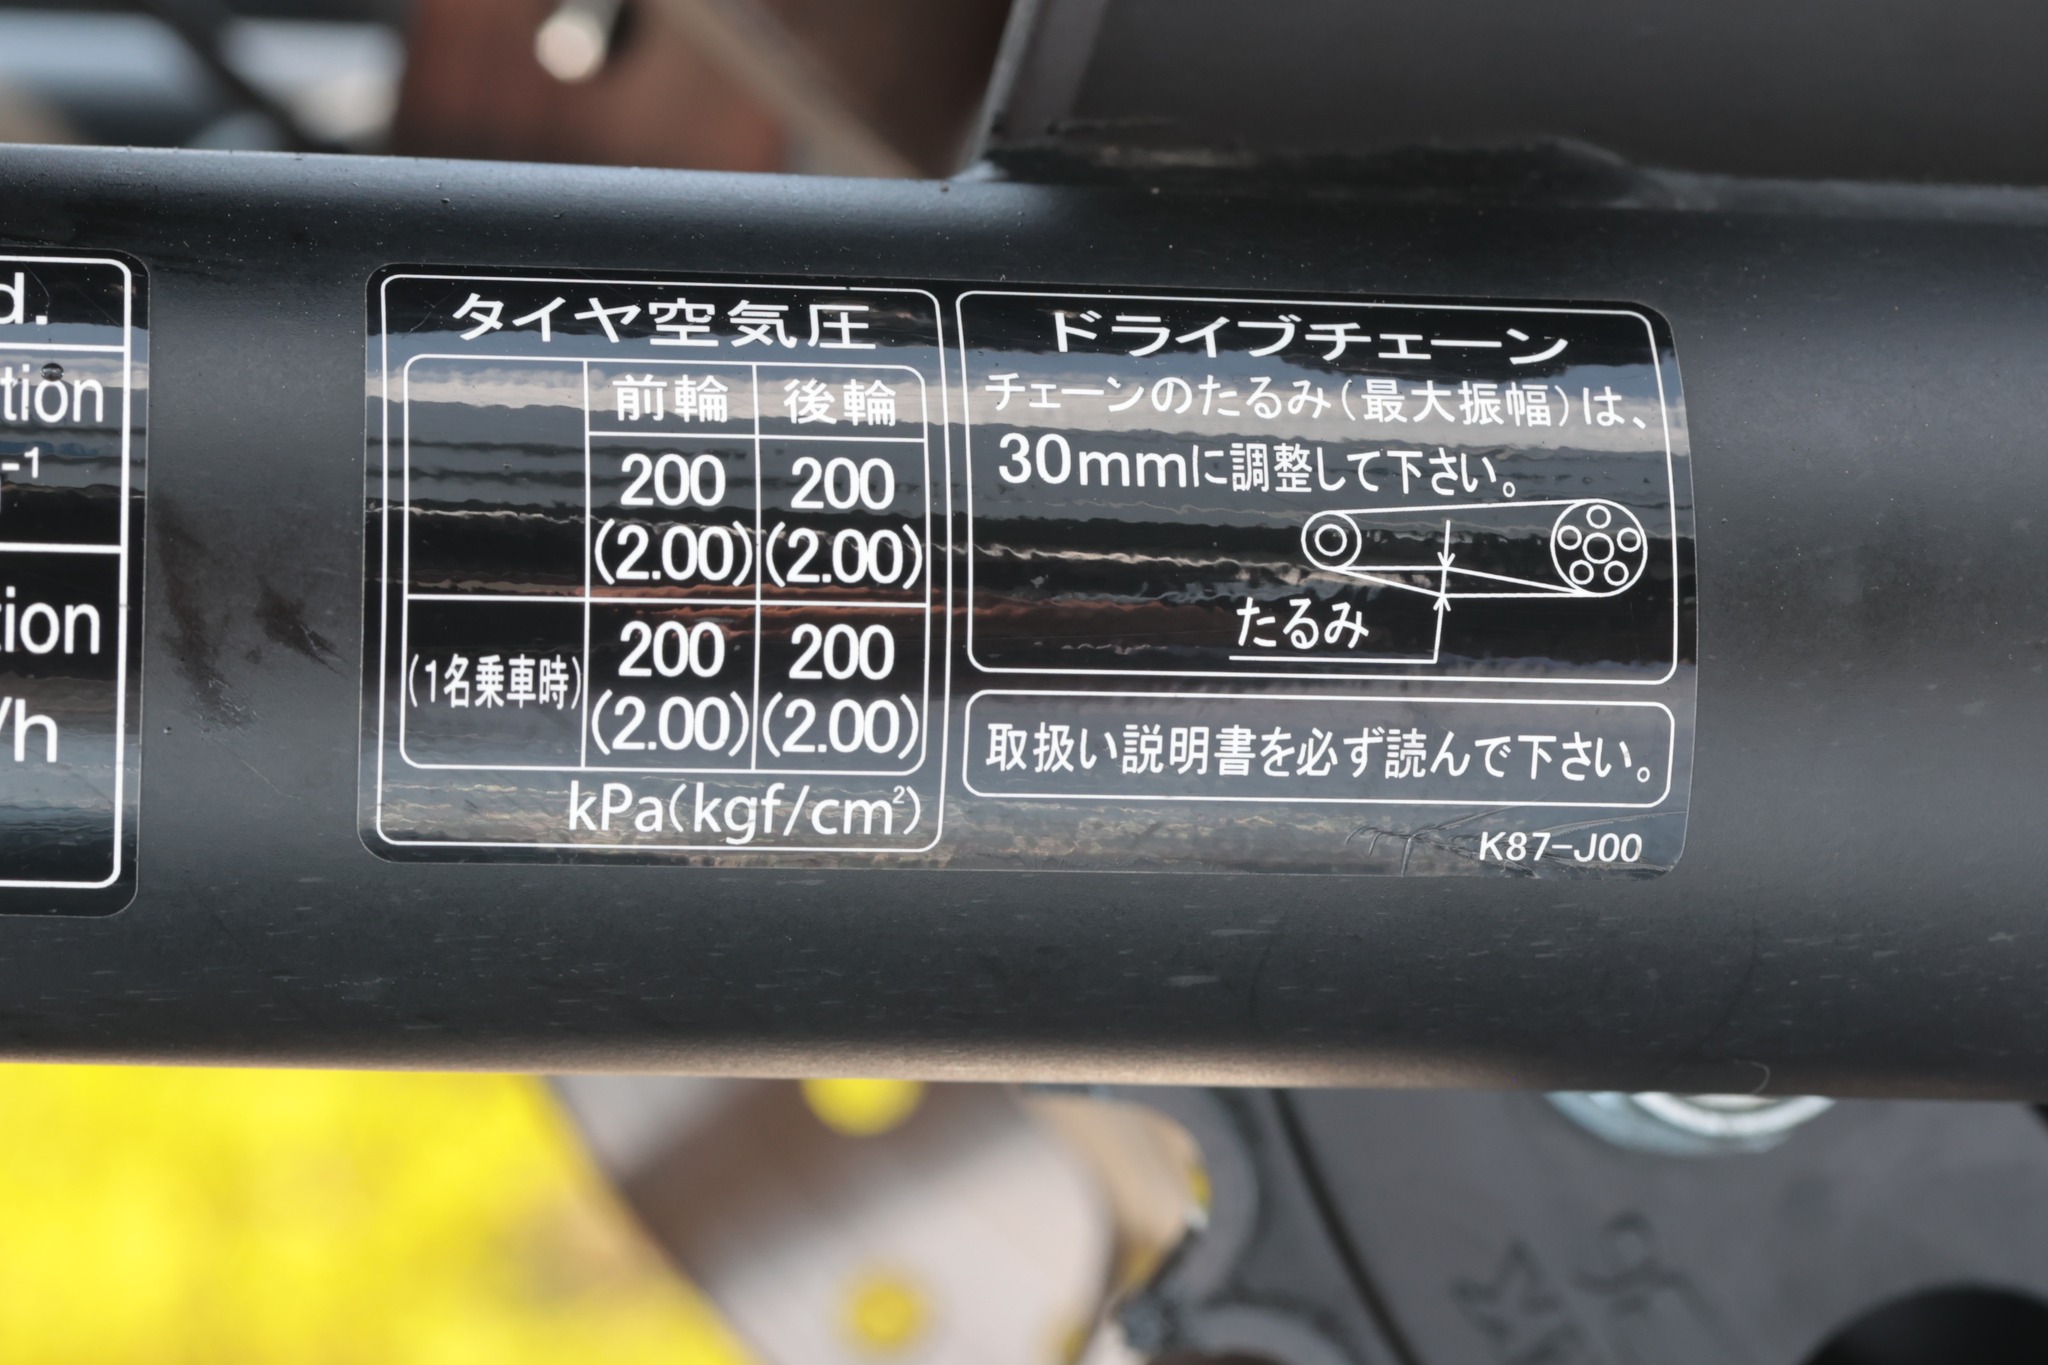 d.
tion
-1
tion
/h
タイヤ空気圧
前輪 後輪
200 200
(2.00) (2.00)
(1名乗車時) 200 200
(2.00) (2.00)
kPa(kgf/cm²)
ドライブチェーン
チェーンのたるみ(最大振幅)は、
30mmに調整して下さい。
たるみ
取扱い説明書を必ず読んで下さい。
K87-J00